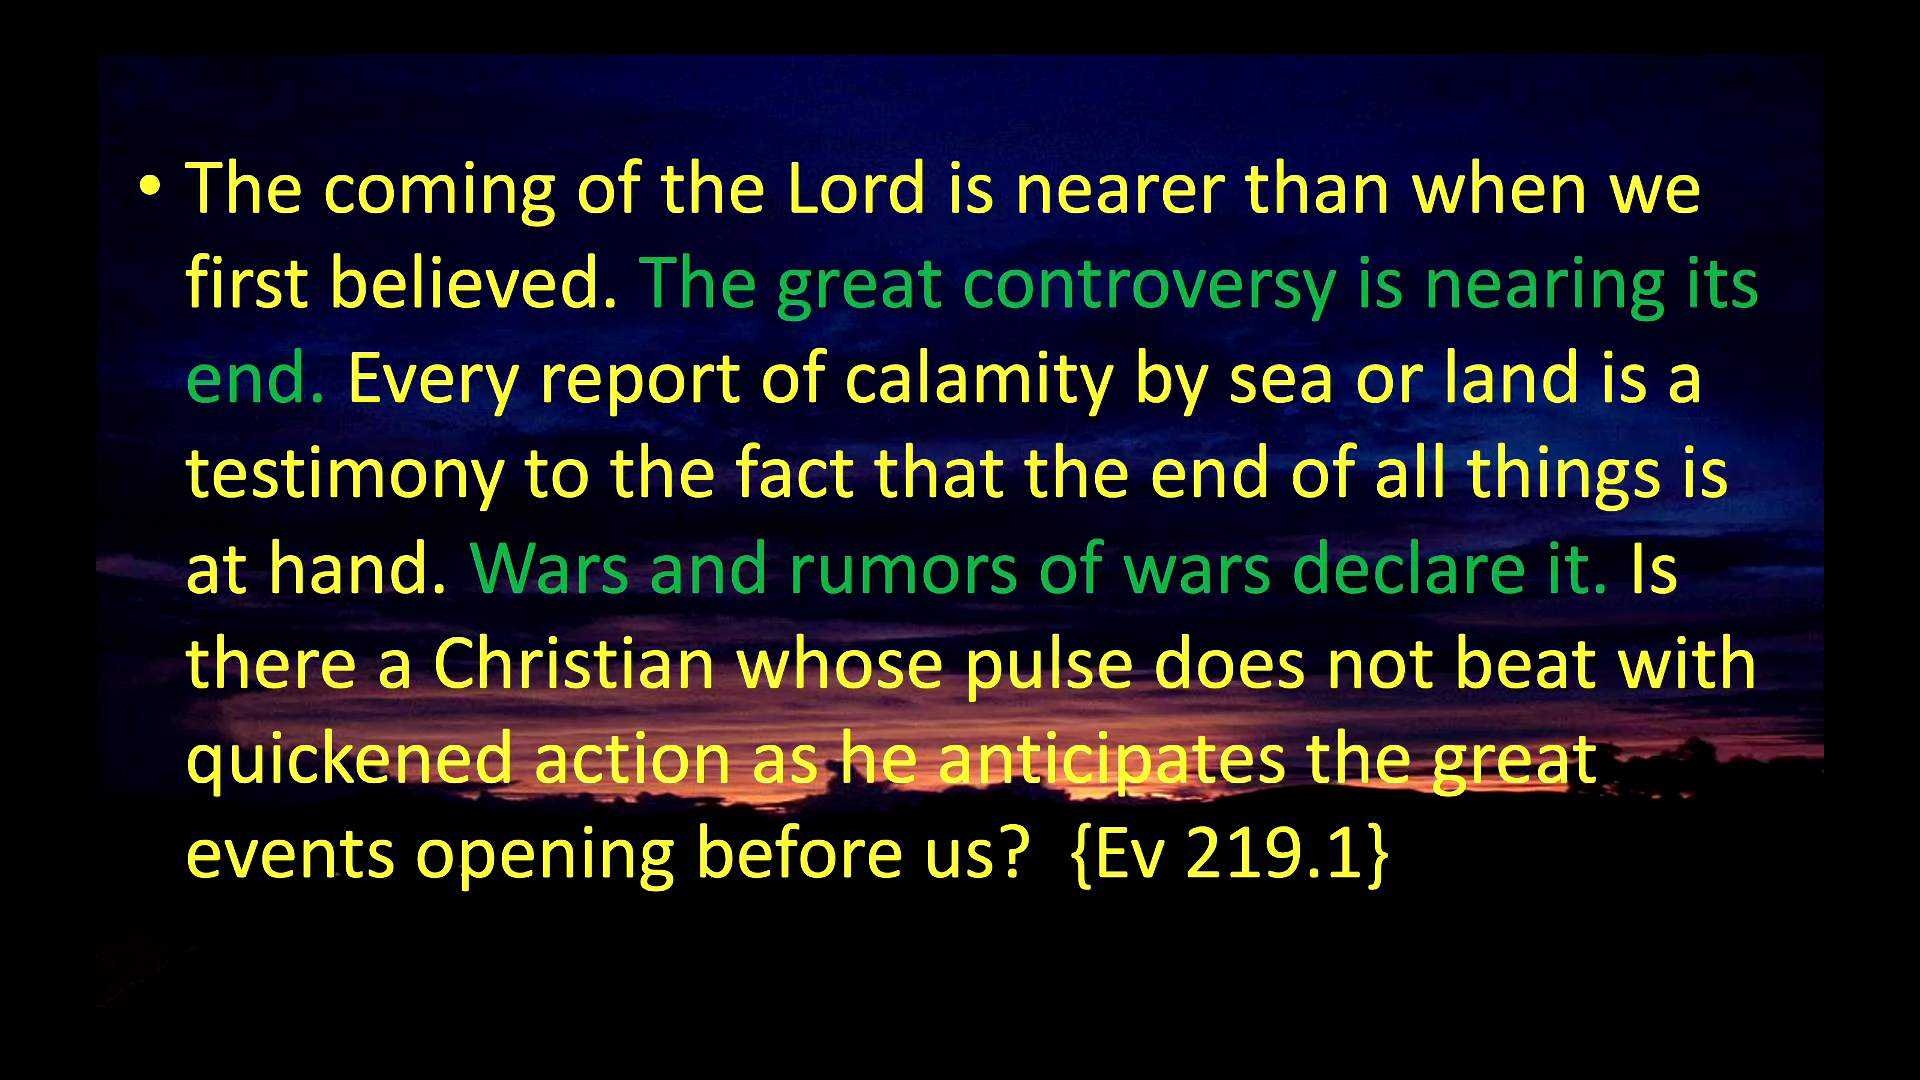 • The coming of the Lord is nearer than when we
first believed. The great controversy is nearing its
end. Every report of calamity by sea or land is a
testimony to the fact that the end of all things is
at hand. Wars and rumors of wars declare it. Is
there a Christian whose pulse does not beat with
quickened action as he anticipates the great
events opening before us?  {Ev 219.1}